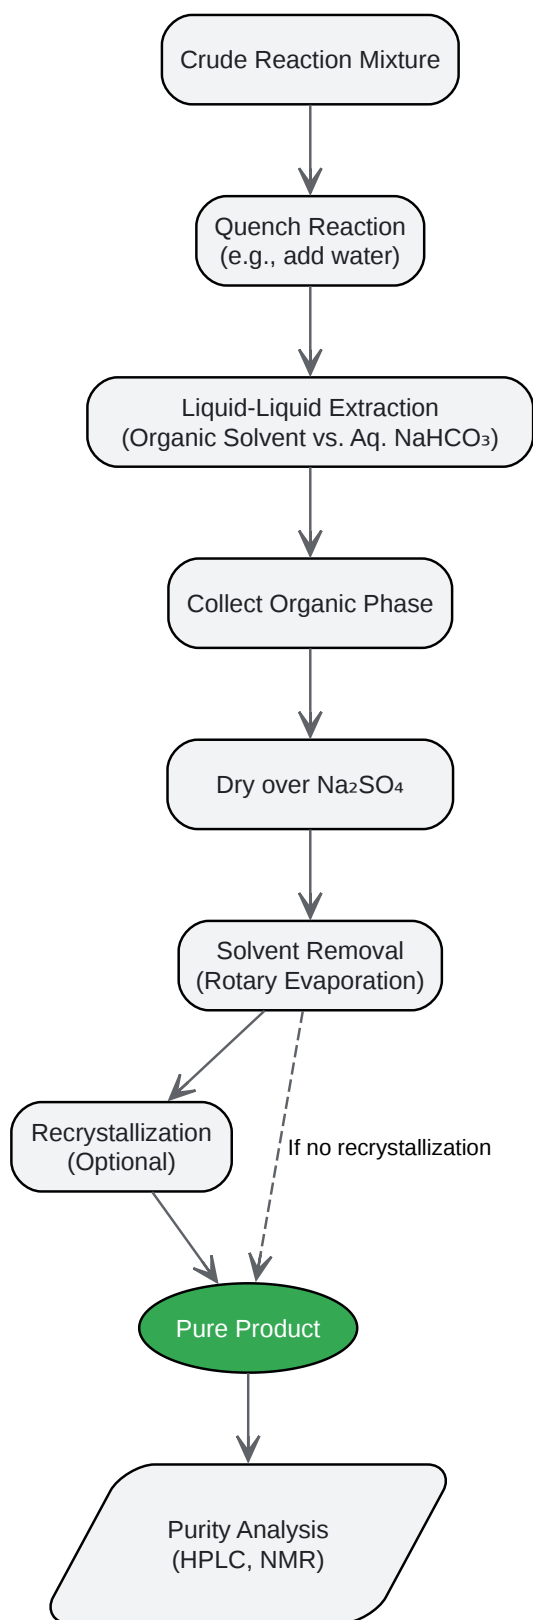 Crude Reaction Mixture
Quench Reaction
(e.g., add water)
Liquid-Liquid Extraction
(Organic Solvent vs. Aq. NaHCO₃)
Collect Organic Phase
Dry over Na₂SO₄
Solvent Removal
(Rotary Evaporation)
Recrystallization
(Optional)
If no recrystallization
Pure Product
Purity Analysis
(HPLC, NMR)